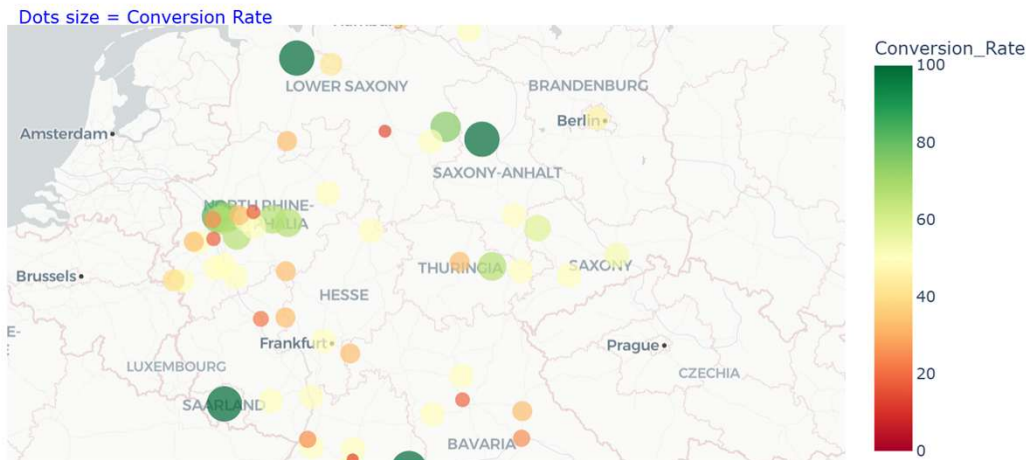 Dots size = Conversion Rate
Conversion_Rate
100
80
60
40
20
0
LOWER SAXONY
BRANDENBURG
Amsterdam
Berlin
SAXONY-ANHALT
NORTH RHINE-
Brussels
THURINGIA
SAXONY
HESSE
E-
Frankfurt
Prague
LUXEMBOURG
CZECHIA
SAARLAND
BAVARIA